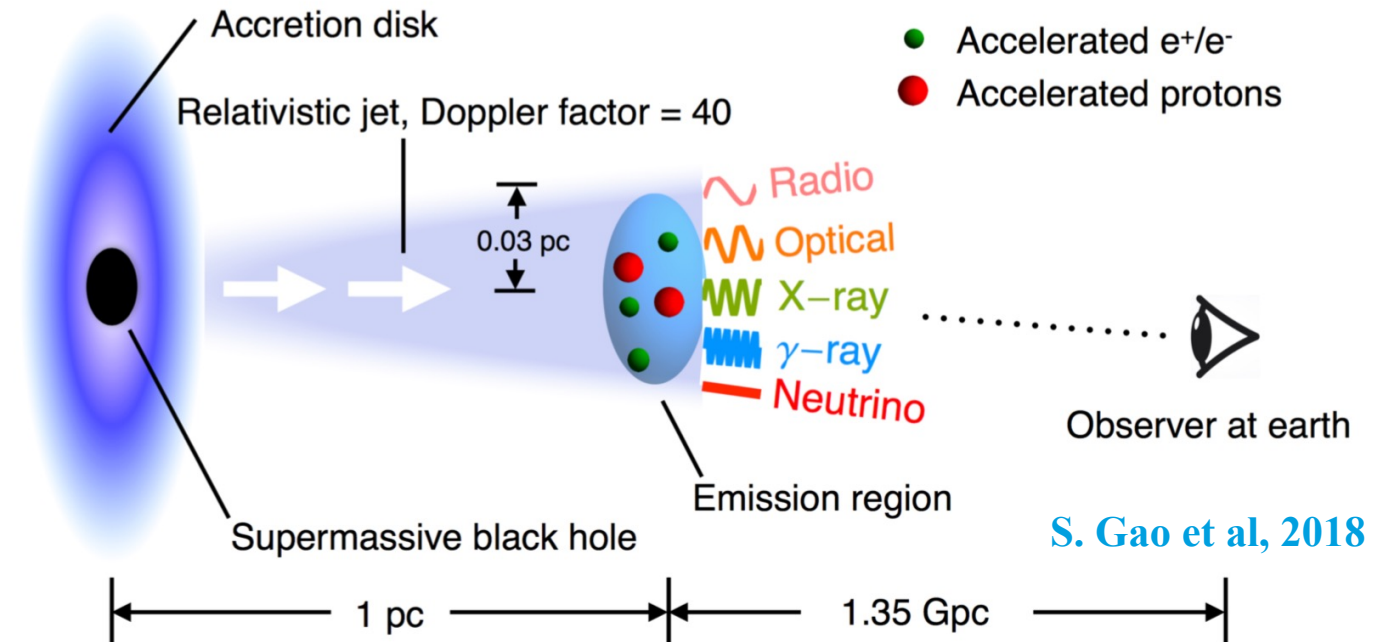 Accretion disk
Accelerated e⁺/e⁻
Accelerated protons
Relativistic jet, Doppler factor = 40
0.03 pc
Radio
Optical
X−ray
γ−ray
Neutrino
Observer at earth
Emission region
Supermassive black hole
S. Gao et al, 2018
1 pc
1.35 Gpc